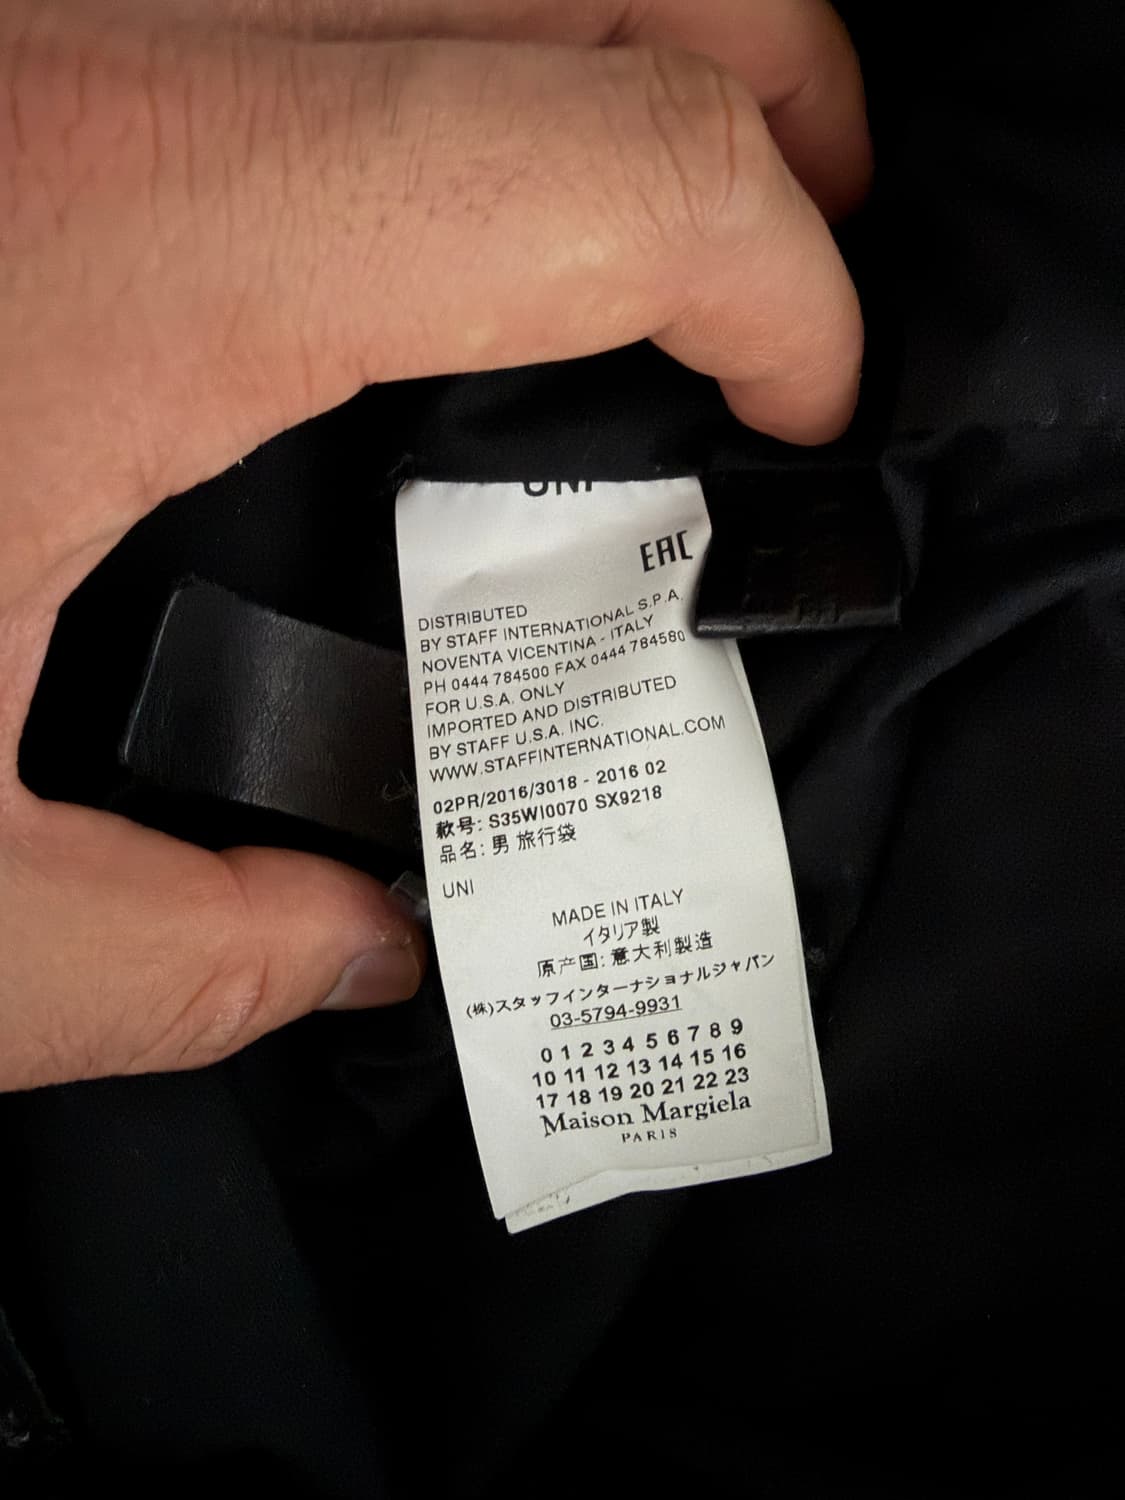 UNI
EAC
DISTRIBUTED
BY STAFF INTERNATIONAL S.P.A.
NOVENTA VICENTINA - ITALY
PH 0444 784500 FAX 0444 784580
FOR U.S.A. ONLY
IMPORTED AND DISTRIBUTED
BY STAFF U.S.A. INC.
WWW.STAFFINTERNATIONAL.COM
02PR/2016/3018 - 2016 02
款号: S35WI0070 SX9218
品名: 男 旅行袋
UNI
MADE IN ITALY
イタリア製
原产国: 意大利製造
(株)スタッフインターナショナルジャパン
03-5794-9931
0 1 2 3 4 5 6 7 8 9
10 11 12 13 14 15 16
17 18 19 20 21 22 23
Maison Margiela
PARIS